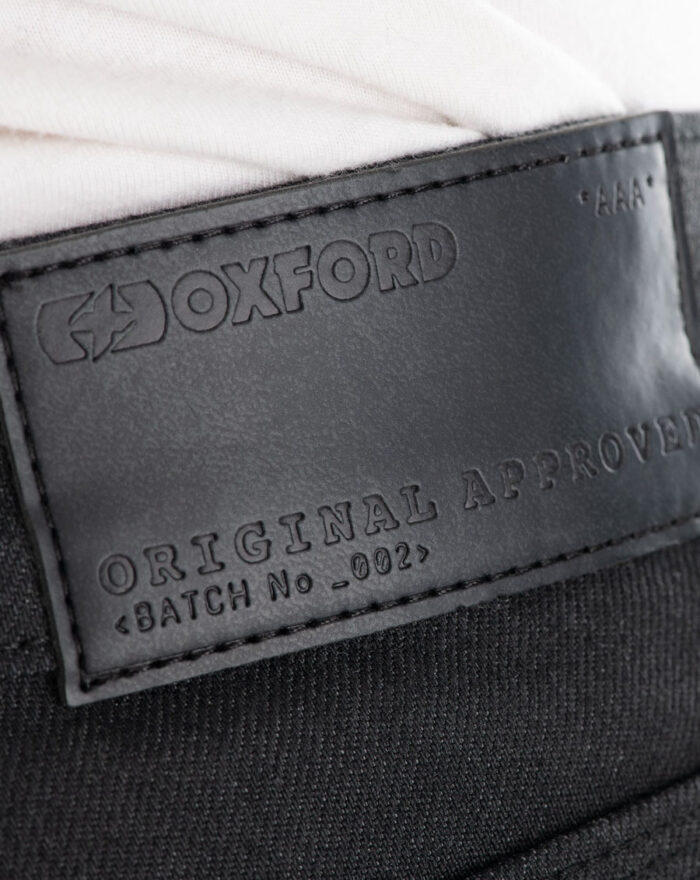 *AAA*
OXFORD
ORIGINAL APPROVED
<BATCH No _002>